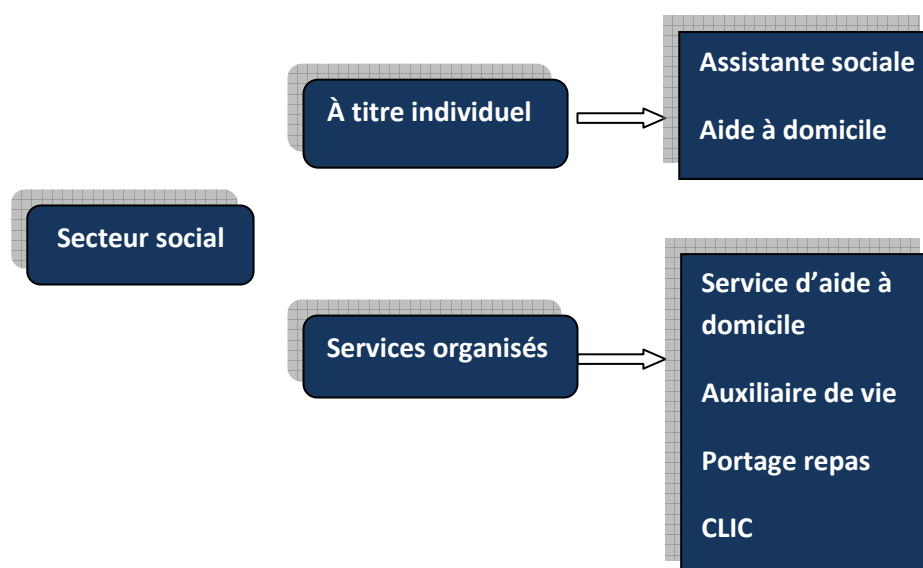 Secteur social
À titre individuel
Assistante sociale
Aide à domicile
Services organisés
Service d’aide à
domicile
Auxiliaire de vie
Portage repas
CLIC